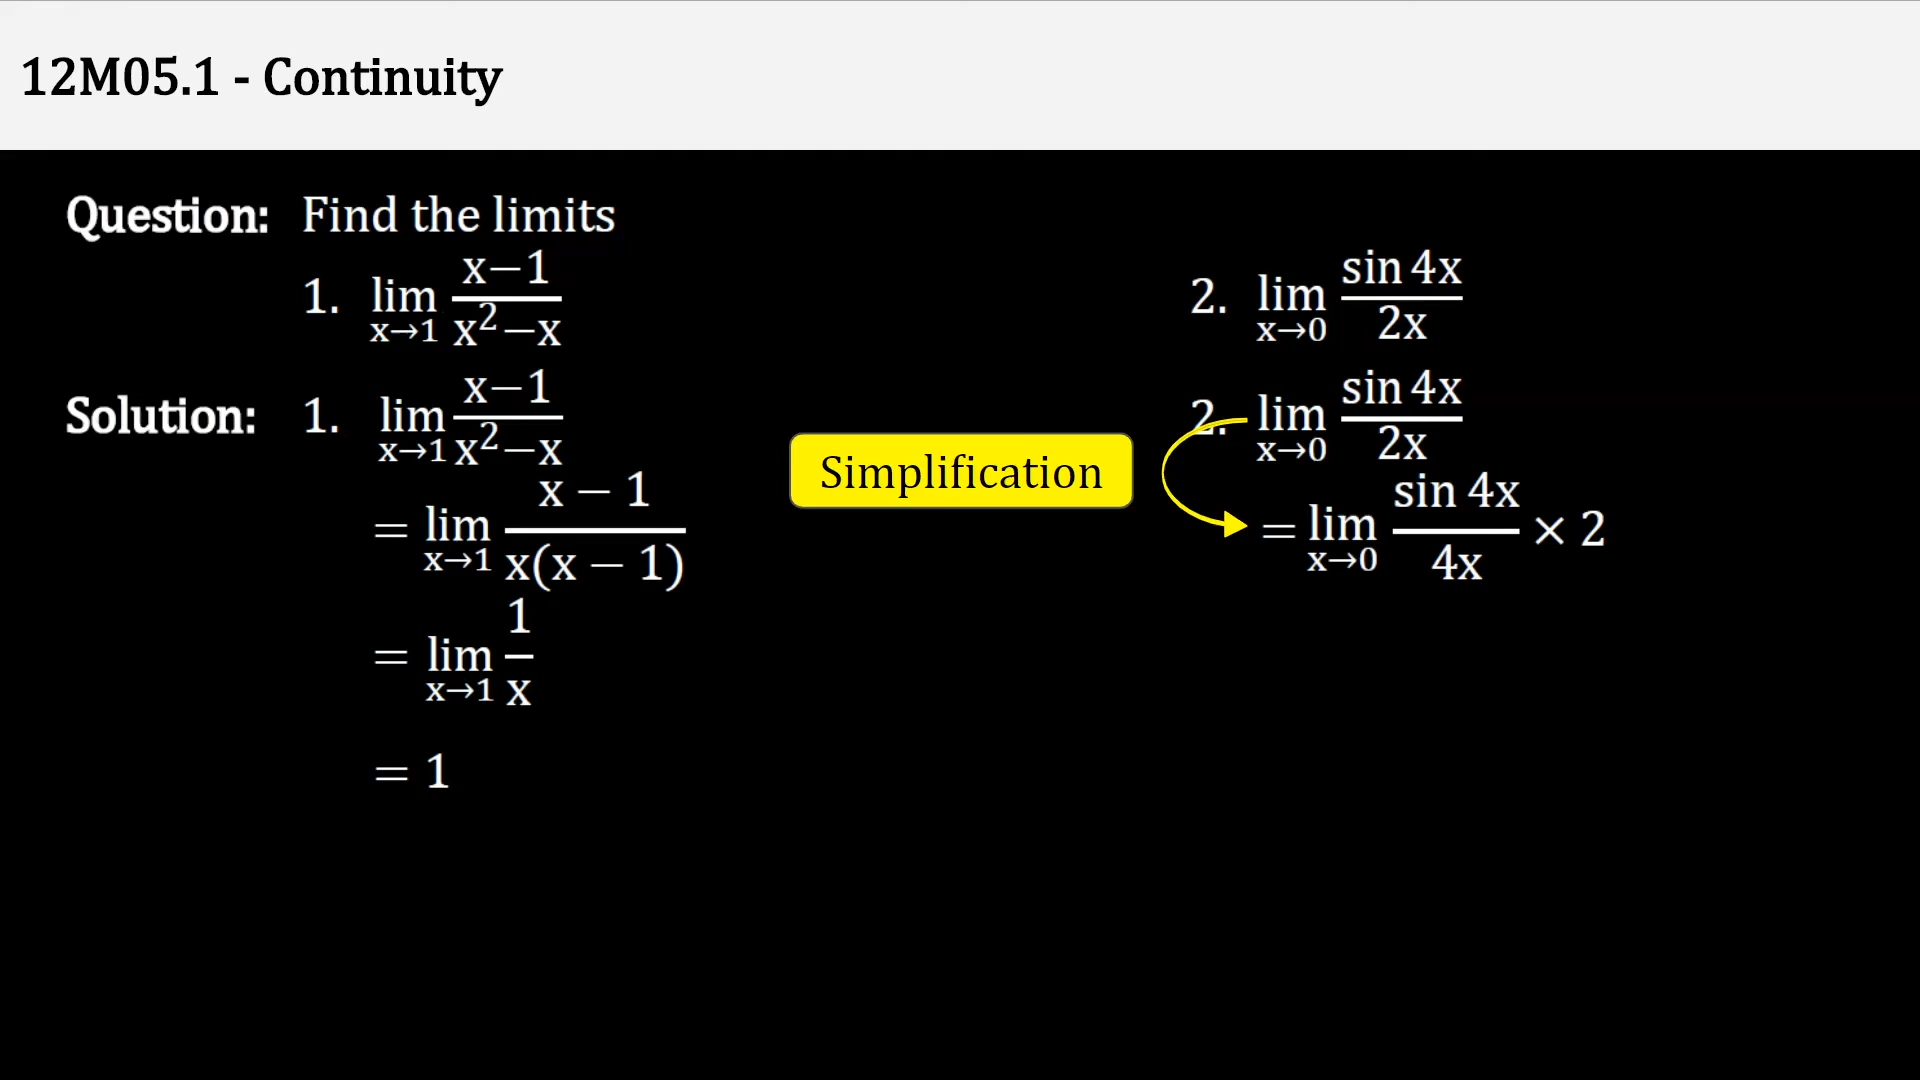 12M05.1 - Continuity
Question: Find the limits
1. lim x→1 x−1 / x²−x
2. lim x→0 sin 4x / 2x
Solution: 1. lim x→1 x−1 / x²−x
2. lim x→0 sin 4x / 2x
Simplification
= lim x→1 x − 1 / x(x − 1)
= lim x→0 sin 4x / 4x × 2
= lim x→1 1 / x
= 1